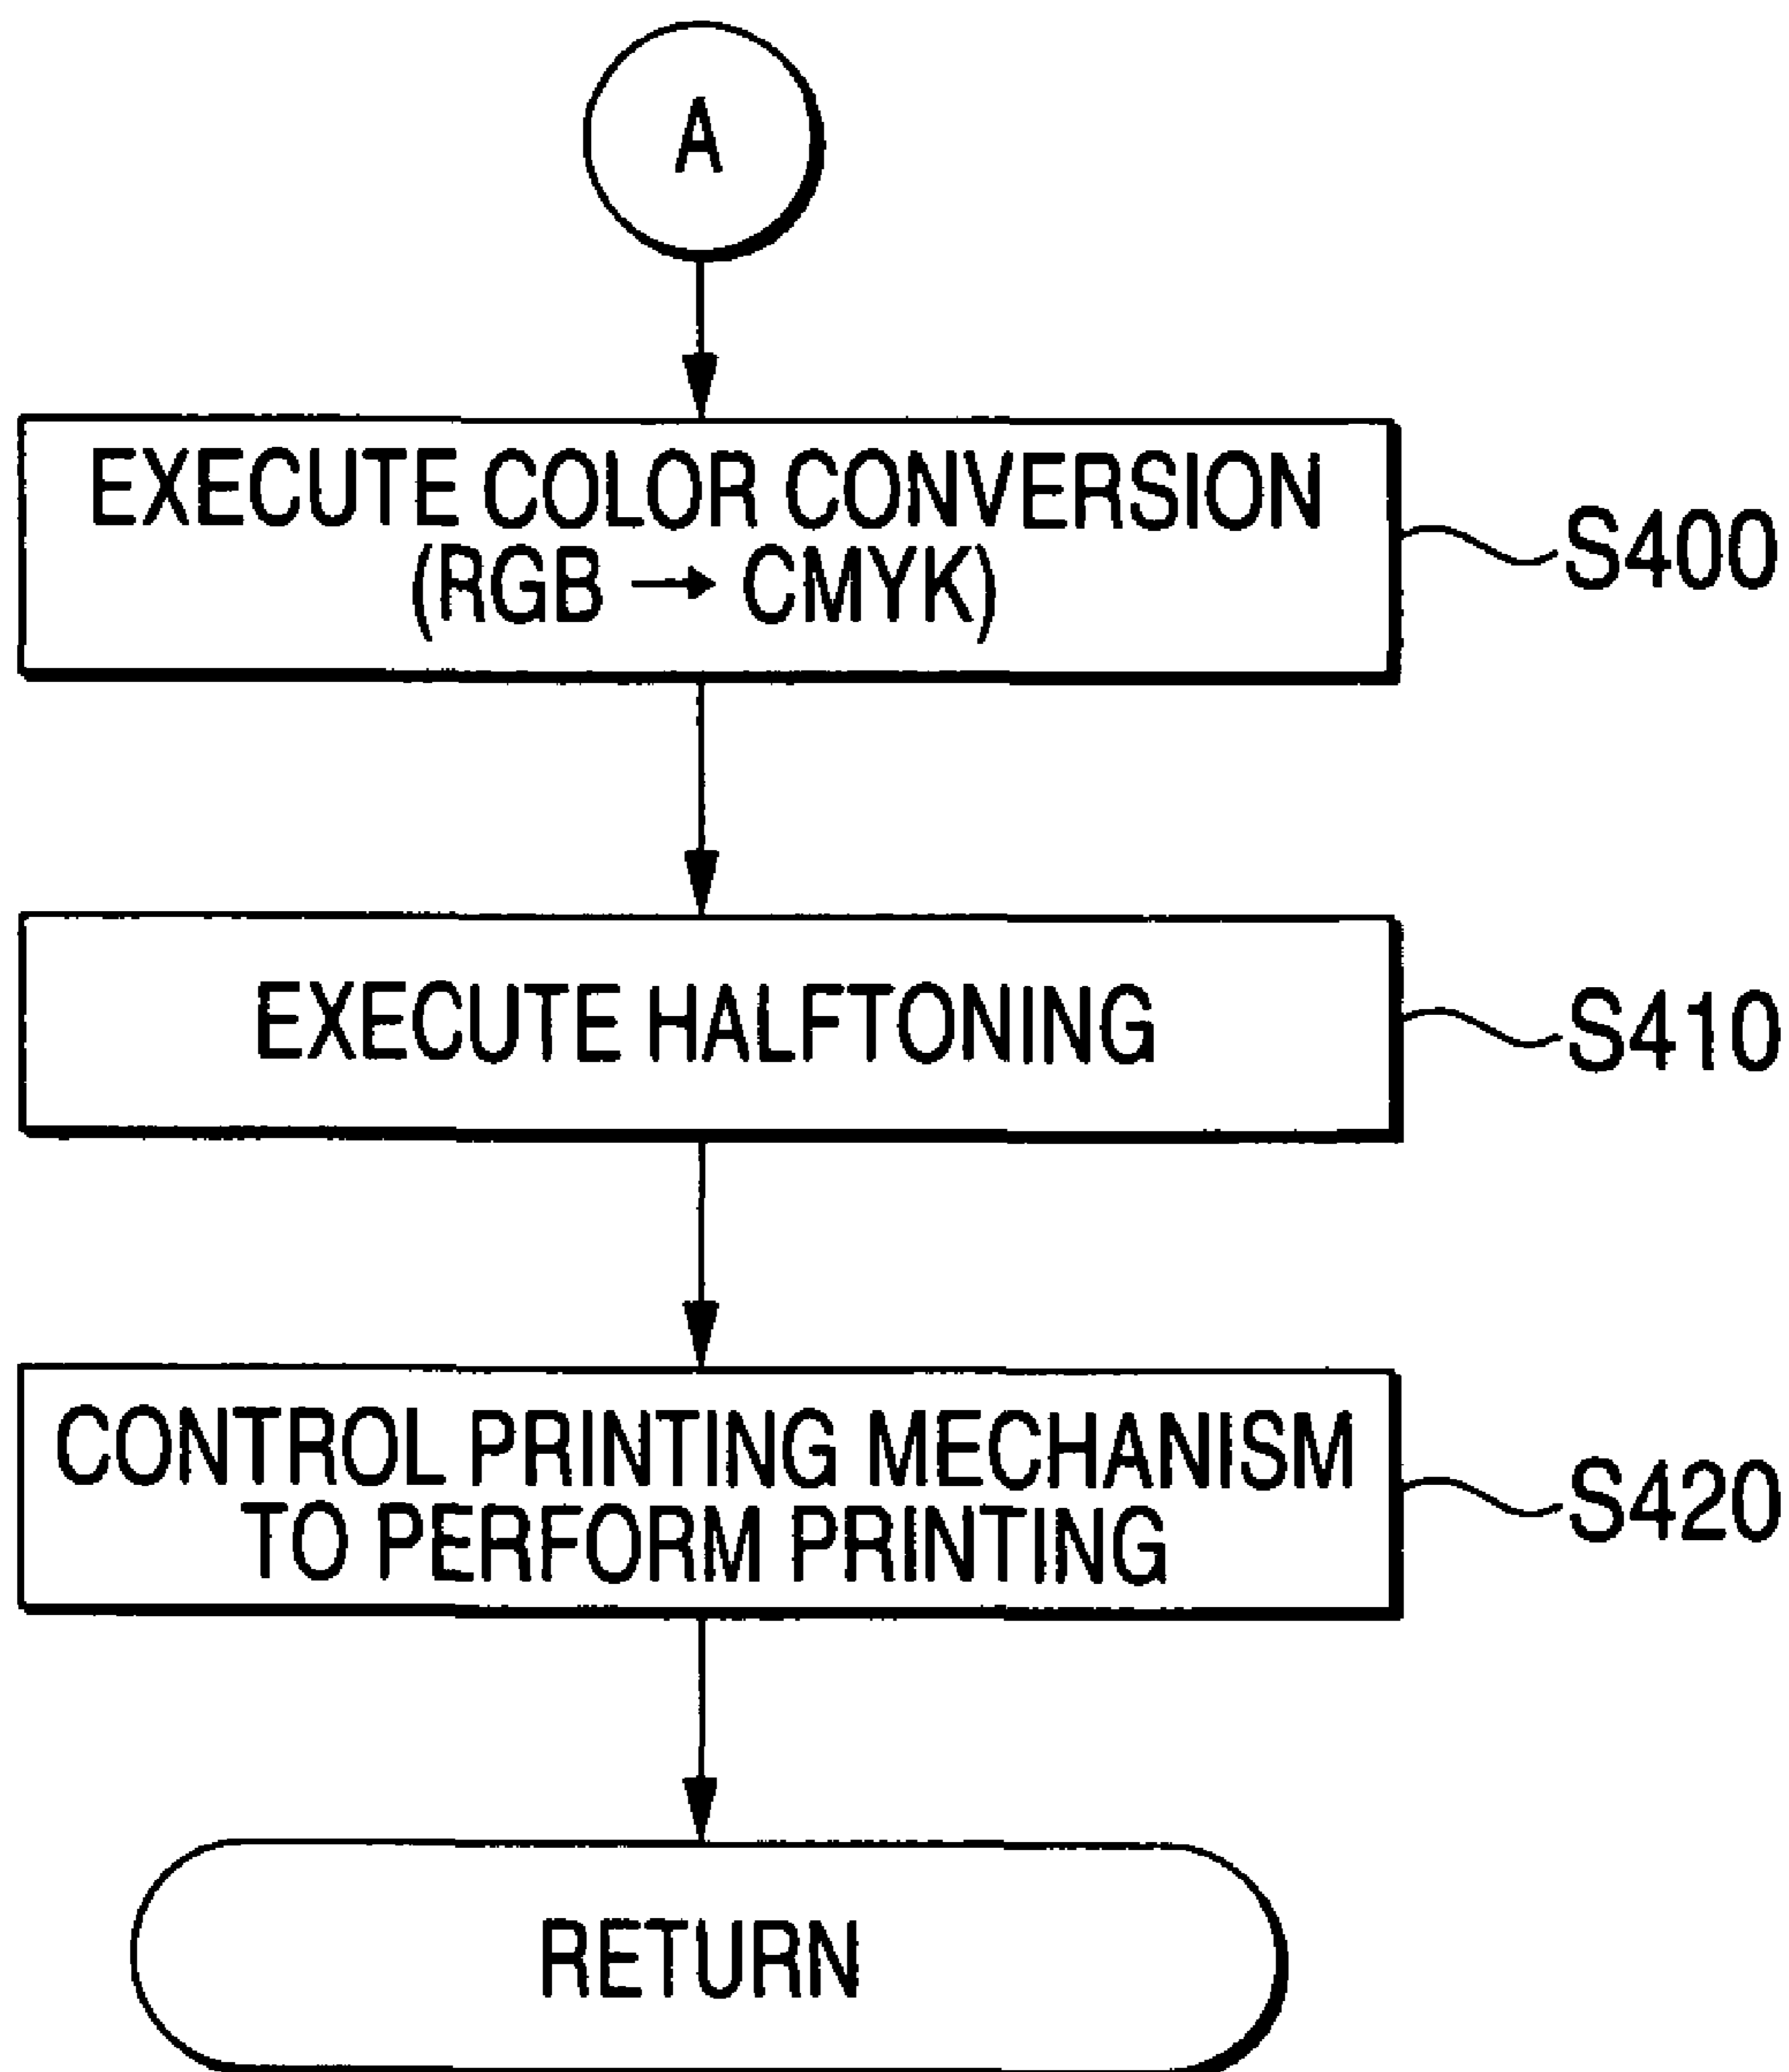 A
EXECUTE COLOR CONVERSION
(RGB → CMYK)
S400
EXECUTE HALFTONING
S410
CONTROL PRINTING MECHANISM
TO PERFORM PRINTING
S420
RETURN